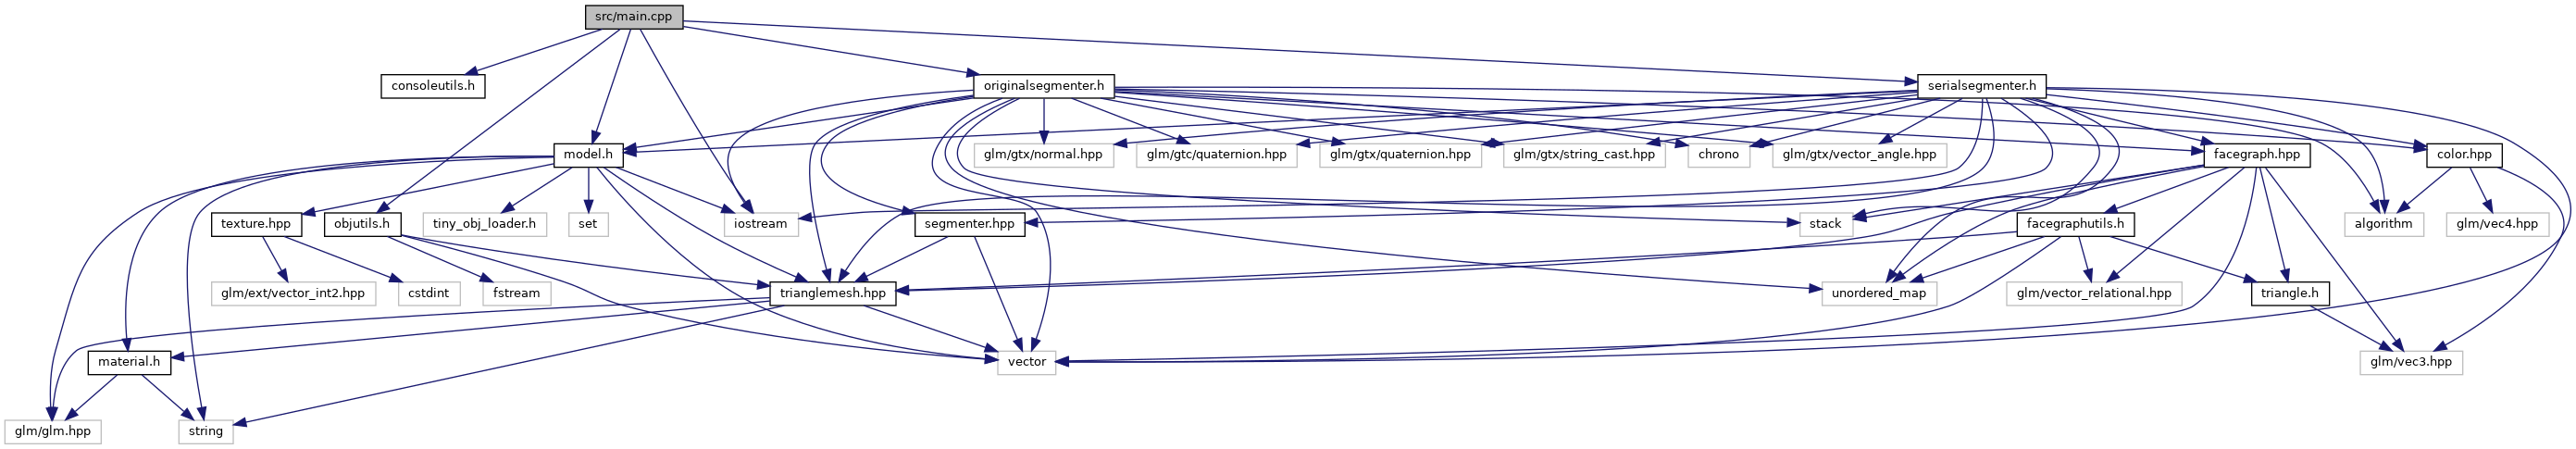 src/main.cpp
consoleutils.h
originalsegmenter.h
serialsegmenter.h
model.h
glm/gtx/normal.hpp
glm/gtc/quaternion.hpp
glm/gtx/quaternion.hpp
glm/gtx/string_cast.hpp
chrono
glm/gtx/vector_angle.hpp
facegraph.hpp
color.hpp
texture.hpp
objutils.h
tiny_obj_loader.h
set
iostream
segmenter.hpp
stack
facegraphutils.h
algorithm
glm/vec4.hpp
glm/ext/vector_int2.hpp
cstdint
fstream
trianglemesh.hpp
unordered_map
glm/vector_relational.hpp
triangle.h
material.h
vector
glm/vec3.hpp
glm/glm.hpp
string